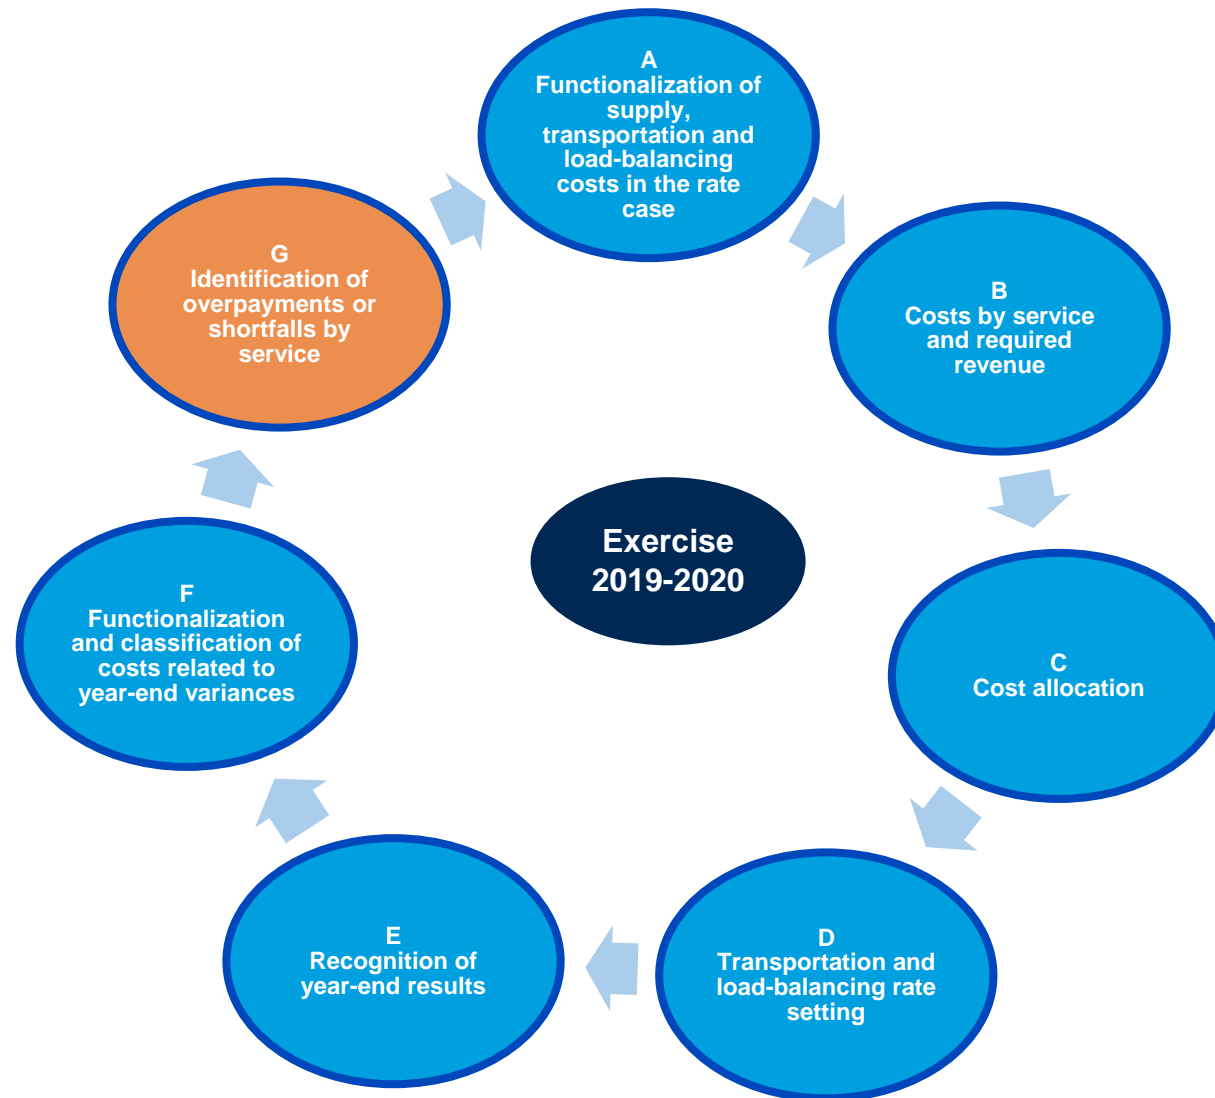 A
Functionalization of
supply,
transportation and
load-balancing
costs in the rate
case
B
Costs by service
and required
revenue
C
Cost allocation
D
Transportation and
load-balancing rate
setting
E
Recognition of
year-end results
F
Functionalization
and classification of
costs related to
year-end variances
G
Identification of
overpayments or
shortfalls by
service
Exercise
2019-2020